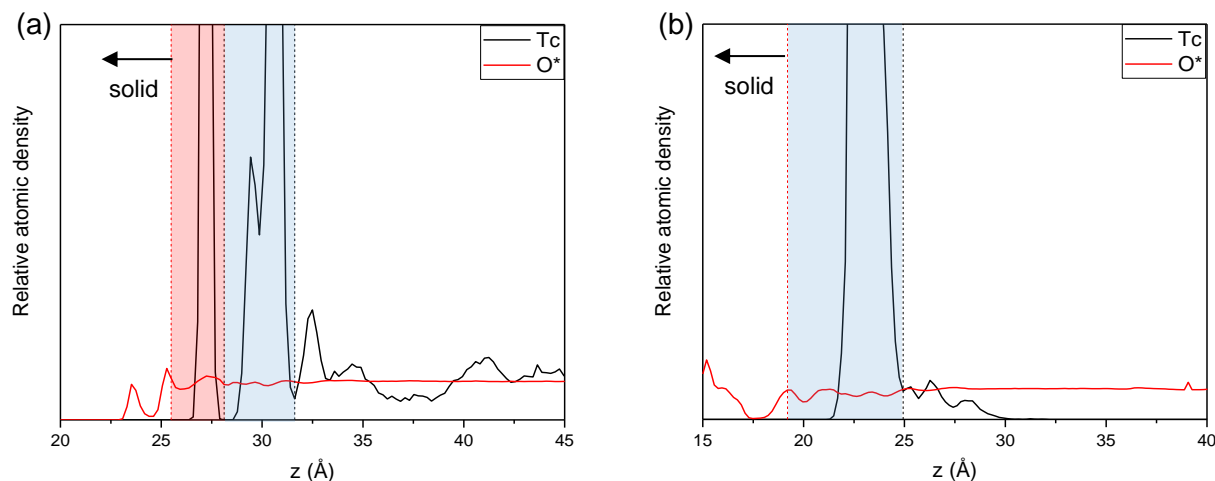 (a)
Relative atomic density
solid
Tc
O*
20 25 30 35 40 45
z (Å)
(b)
Relative atomic density
solid
Tc
O*
15 20 25 30 35 40
z (Å)